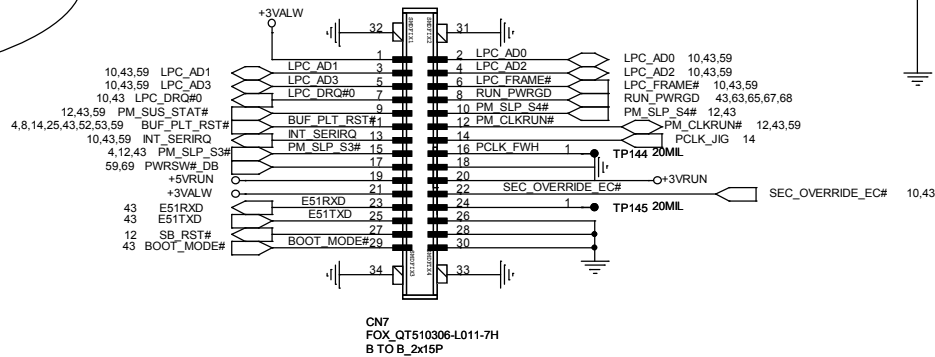 +3VALW
32 SMDFIX1 SMDFIX2 31
1 2 LPC_AD0 LPC_AD0 10,43,59
10,43,59 LPC_AD1 LPC_AD1 3 4 LPC_AD2 LPC_AD2 10,43,59
10,43,59 LPC_AD3 LPC_AD3 5 6 LPC_FRAME# LPC_FRAME# 10,43,59
10,43 LPC_DRQ#0 LPC_DRQ#0 7 8 RUN_PWRGD RUN_PWRGD 43,63,65,67,68
12,43,59 PM_SUS_STAT# 9 10 PM_SLP_S4# PM_SLP_S4# 12,43
4,8,14,25,43,52,53,59 BUF_PLT_RST# BUF_PLT_RST# 11 12 PM_CLKRUN# PM_CLKRUN# 12,43,59
10,43,59 INT_SERIRQ INT_SERIRQ 13 14 PCLK_JIG 14
4,12,43 PM_SLP_S3# PM_SLP_S3# 15 16 PCLK_FWH 1 TP144 20MIL
59,69 PWRSW#_DB 17 18
+5VRUN 19 20 +3VRUN
+3VALW 21 22 SEC_OVERRIDE_EC# SEC_OVERRIDE_EC# 10,43
43 E51RXD E51RXD 23 24 1 TP145 20MIL
43 E51TXD E51TXD 25 26
12 SB_RST# 27 28
43 BOOT_MODE# BOOT_MODE# 29 30
34 SMDFIX3 SMDFIX4 33
CN7
FOX_QT510306-L011-7H
B TO B_2x15P